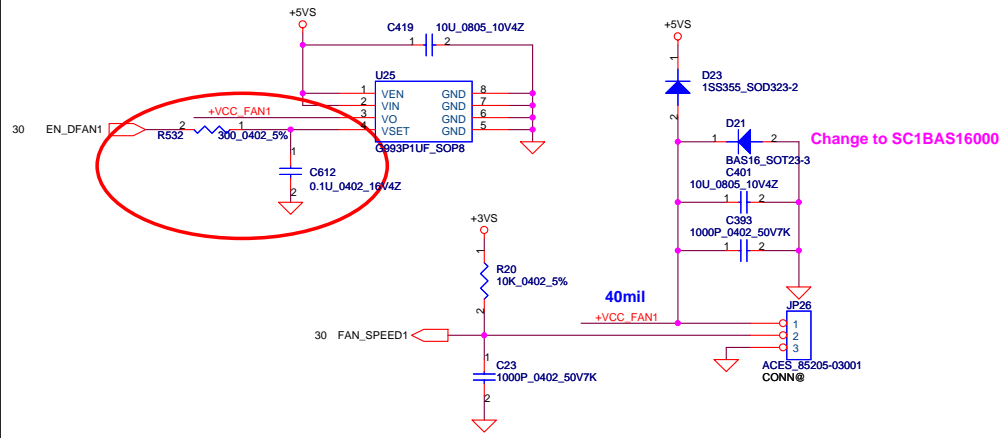 +5VS
C419 10U_0805_10V4Z
1 2
U25
1 VEN GND 8
2 VIN GND 7
3 VO GND 6
4 VSET GND 5
G993P1UF_SOP8
+VCC_FAN1
30 EN_DFAN1
2 1
R532 300_0402_5%
1
C612
0.1U_0402_16V4Z
2
+5VS
1
D23
1SS355_SOD323-2
2
D21
1 2
BAS16_SOT23-3
Change to SC1BAS16000
C401
10U_0805_10V4Z
1 2
C393
1000P_0402_50V7K
1 2
+3VS
1
R20
10K_0402_5%
2
40mil
+VCC_FAN1
30 FAN_SPEED1
1
C23
1000P_0402_50V7K
2
JP26
1
2
3
ACES_85205-03001
CONN@